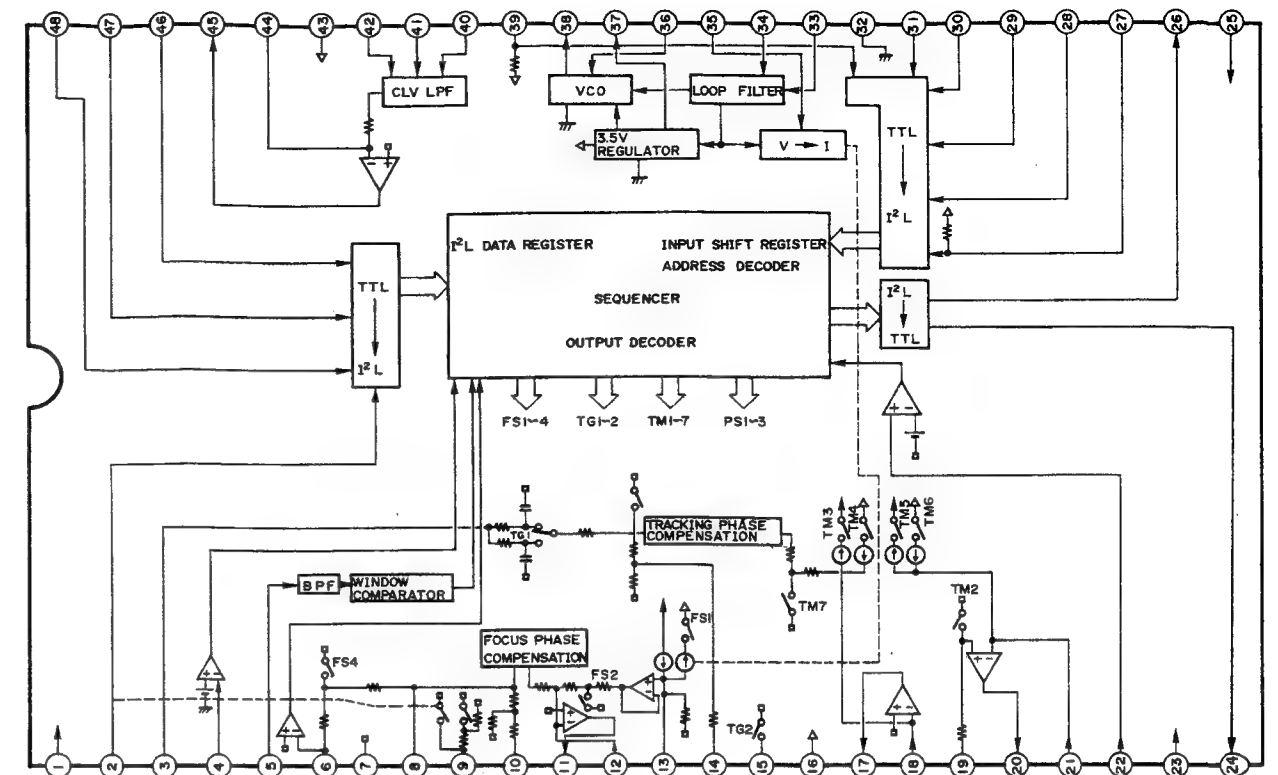 48 47 46 45 44 43 42 41 40 39 38 37 36 35 34 33 32 31 30 29 28 27 26 25
CLV LPF
VCO
LOOP FILTER
3.5V
REGULATOR
V → I
TTL
I²L
- +
I²L DATA REGISTER
INPUT SHIFT REGISTER
ADDRESS DECODER
SEQUENCER
OUTPUT DECODER
TTL
I²L
I²L
TTL
FS1~4
TG1~2
TM1~7
PS1~3
+ -
TG1
TRACKING PHASE
COMPENSATION
TM3
TM4
TM5
TM6
BPF
WINDOW
COMPARATOR
TM7
TM2
FS1
FOCUS PHASE
COMPENSATION
FS4
FS2
TG2
1 2 3 4 5 6 7 8 9 10 11 12 13 14 15 16 17 18 19 20 21 22 23 24